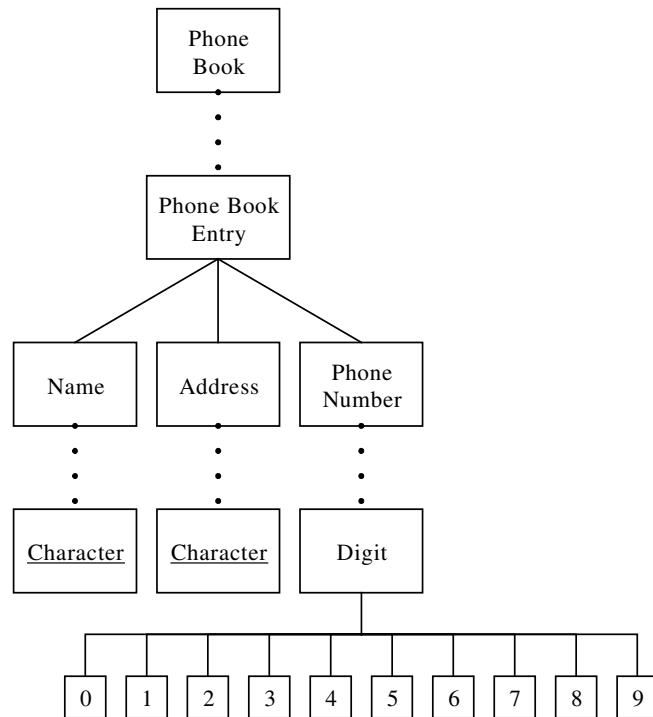 Phone
Book
Phone Book
Entry
Name
Address
Phone
Number
Character
Character
Digit
0 1 2 3 4 5 6 7 8 9